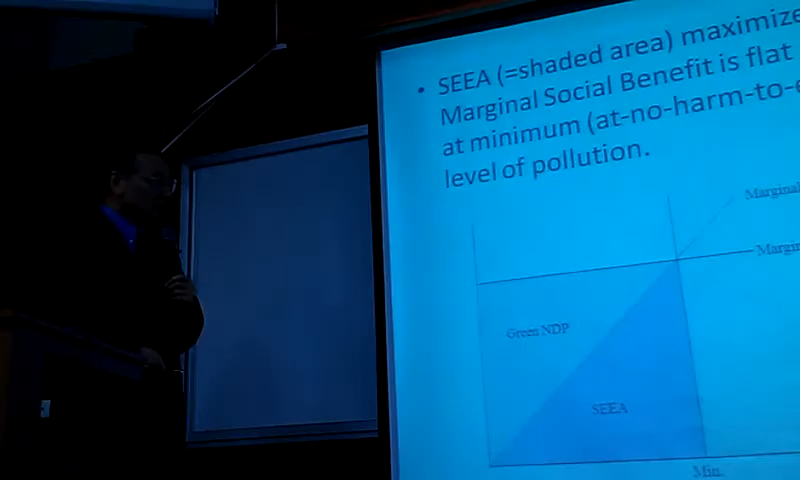 • SEEA (=shaded area) maximize
Marginal Social Benefit is flat
at minimum (at-no-harm-to-e
level of pollution.
Marginal
Margin
Green NDP
SEEA
Min.